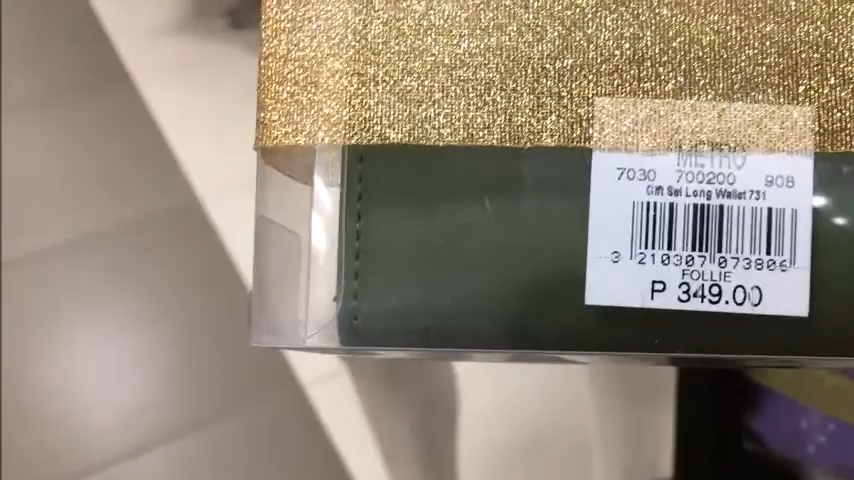 METRO
7030 700200 908
Gift Set Long Wallet 731
3 210307 073806
FOLLIE
P 349.00